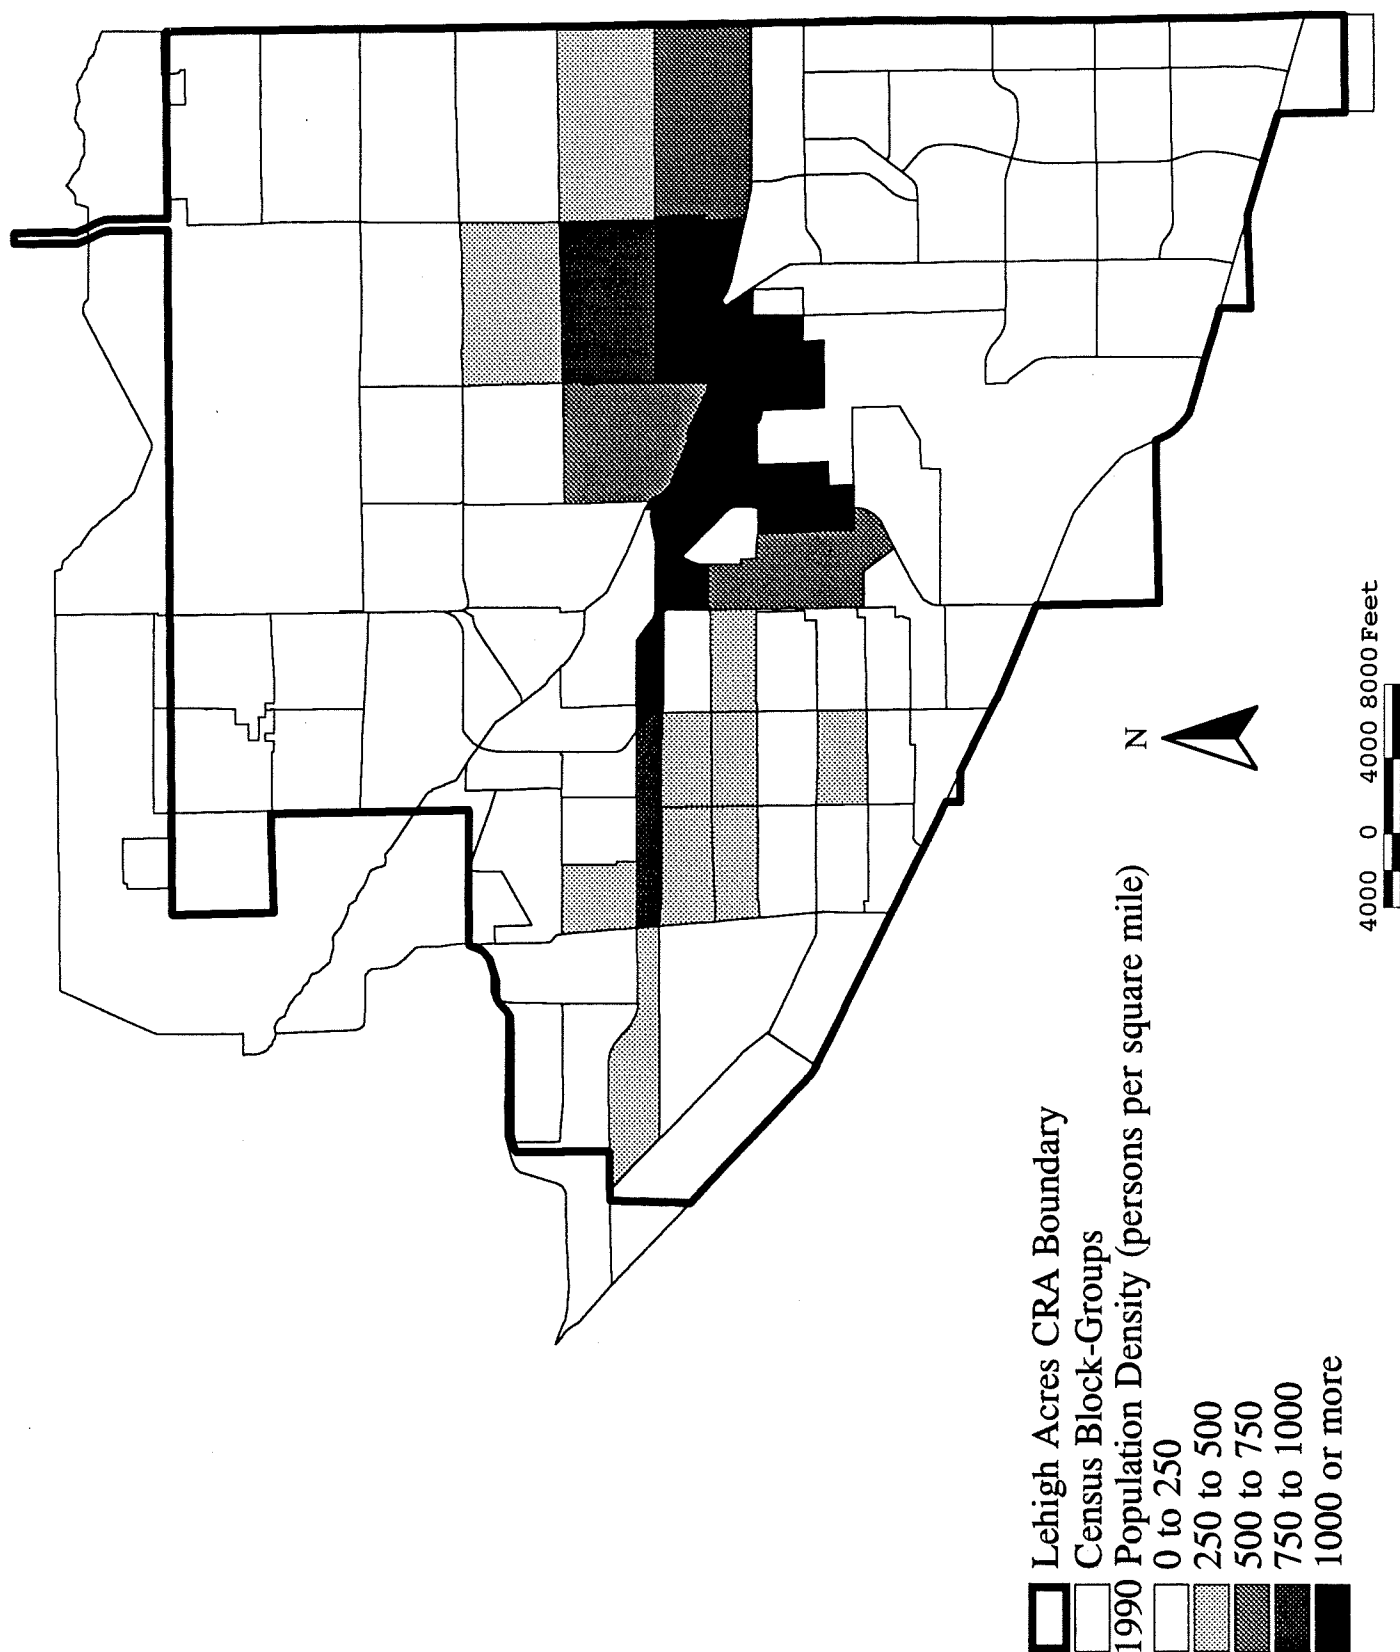 Lehigh Acres CRA Boundary
Census Block-Groups
1990 Population Density (persons per square mile)
0 to 250
250 to 500
500 to 750
750 to 1000
1000 or more
N
4000 0 4000 8000 Feet